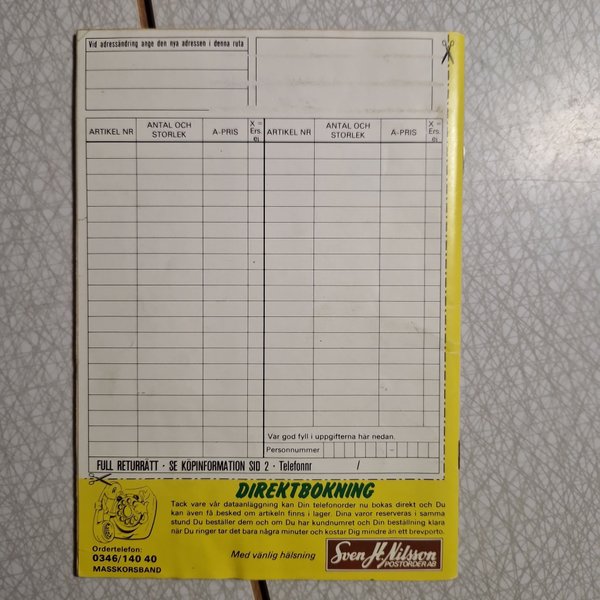 Vid adressändring ange den nya adressen i denna ruta
ARTIKEL NR ANTAL OCH STORLEK A-PRIS X = Ers. ej ARTIKEL NR ANTAL OCH STORLEK A-PRIS X = Ers. ej
Var god fyll i uppgifterna här nedan.
Personnummer –
FULL RETURRÄTT · SE KÖPINFORMATION SID 2 · Telefonnr /
DIREKTBOKNING
Tack vare vår dataanläggning kan Din telefonorder nu bokas direkt och Du
kan även få besked om artikeln finns i lager. Dina varor reserveras i samma
stund Du beställer dem och om Du har kundnumret och Din beställning klara
när Du ringer tar det bara några minuter och kostar Dig mindre än ett brevporto.
Ordertelefon:
0346/140 40
MASSKORSBAND
Med vänlig hälsning
Sven H. Nilsson
POSTORDER AB